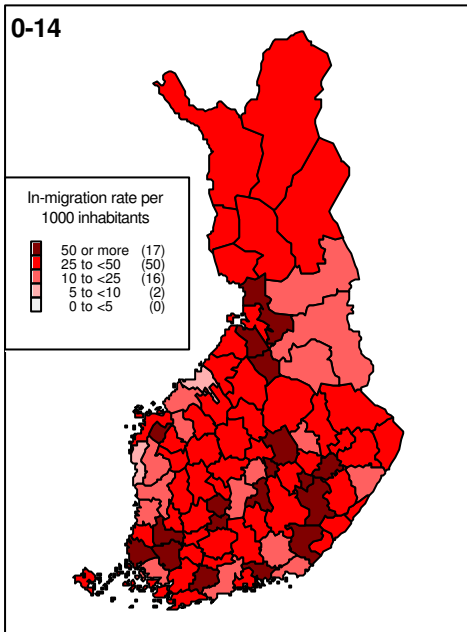 0-14
In-migration rate per
1000 inhabitants
50 or more (17)
25 to <50 (50)
10 to <25 (16)
5 to <10 (2)
0 to <5 (0)